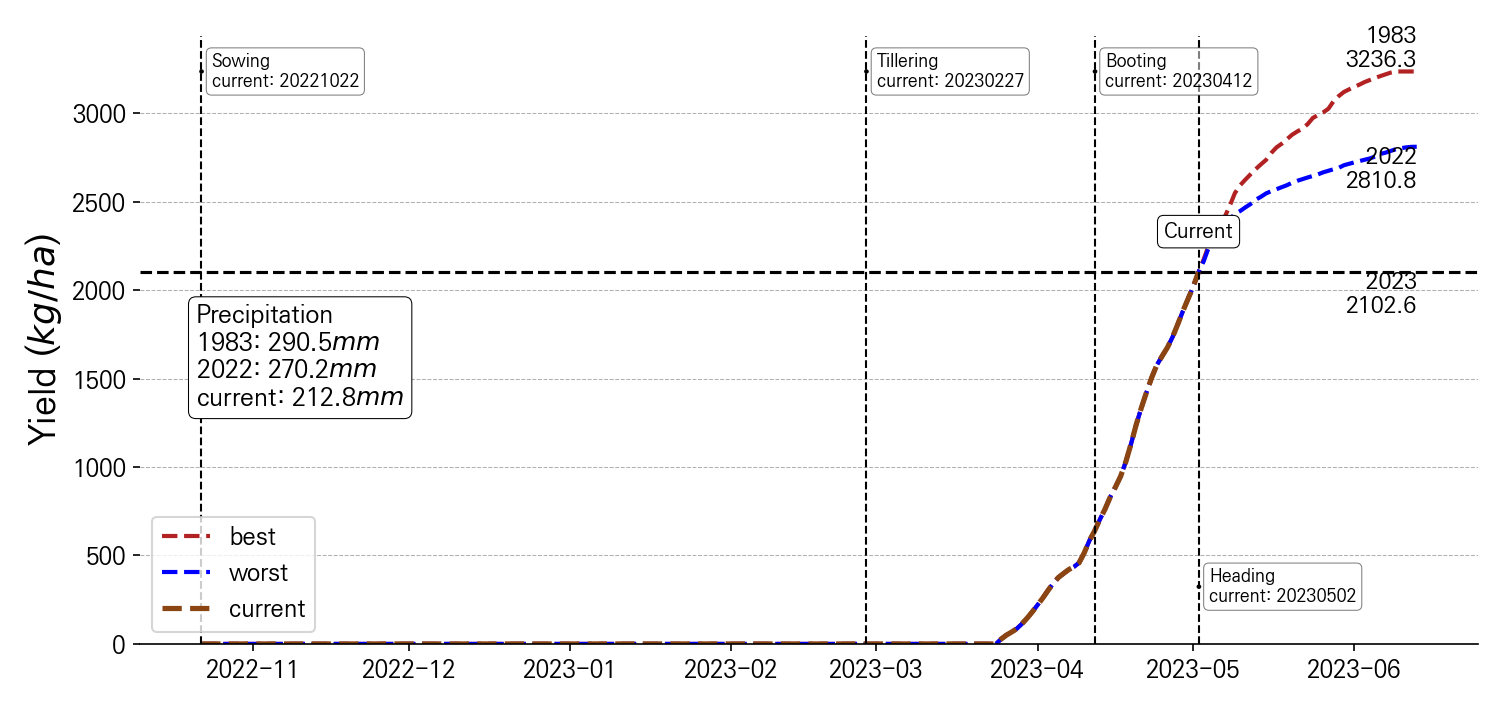 1983
3236.3
Sowing
current: 20221022
Tillering
current: 20230227
Booting
current: 20230412
3000
2022
2810.8
2500
Current
Yield (kg/ha)
2000
2023
2102.6
Precipitation
1983: 290.5mm
2022: 270.2mm
current: 212.8mm
1500
1000
best
worst
current
500
Heading
current: 20230502
0
2022-11
2022-12
2023-01
2023-02
2023-03
2023-04
2023-05
2023-06